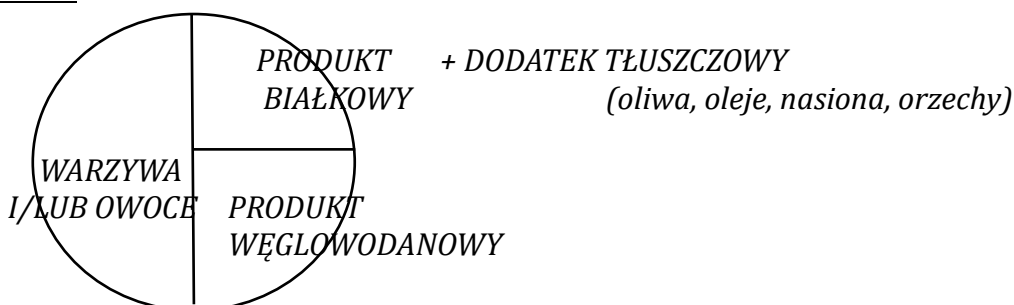 PRODUKT + DODATEK TŁUSZCZOWY
BIAŁKOWY (oliwa, oleje, nasiona, orzechy)
WARZYWA
I/LUB OWOCE PRODUKT
WĘGLOWODANOWY